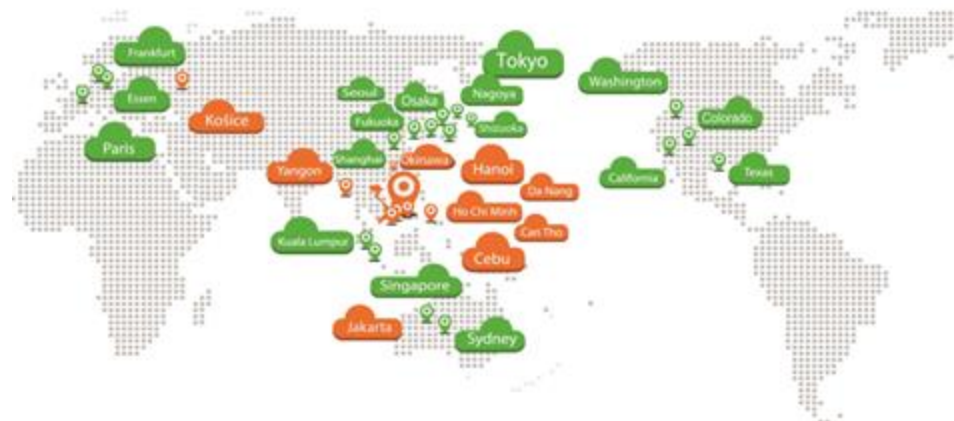 Frankfurt
Tokyo
Washington
Essen
Seoul
Osaka
Nagoya
Košice
Fukuoka
Shizuoka
Colorado
Paris
Shanghai
Okinawa
Yangon
Hanoi
California
Texas
Da Nang
Ho Chi Minh
Can Tho
Kuala Lumpur
Cebu
Singapore
Jakarta
Sydney